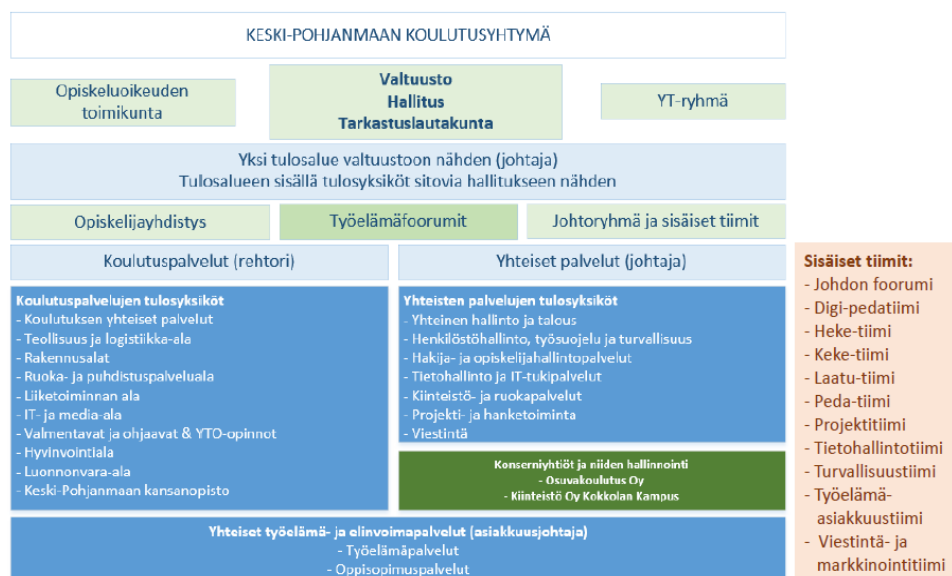 KESKI-POHJANMAAN KOULUTUSYHTYMÄ
Opiskeluoikeuden
toimikunta
Valtuusto
Hallitus
Tarkastuslautakunta
YT-ryhmä
Yksi tulosalue valtuustoon nähden (johtaja)
Tulosalueen sisällä tulosyksiköt sitovia hallitukseen nähden
Opiskelijayhdistys
Työelämäfoorumit
Johtoryhmä ja sisäiset tiimit
Koulutuspalvelut (rehtori)
Yhteiset palvelut (johtaja)
Koulutuspalvelujen tulosyksiköt
- Koulutuksen yhteiset palvelut
- Teollisuus ja logistiikka-ala
- Rakennusalat
- Ruoka- ja puhdistuspalveluala
- Liiketoiminnan ala
- IT- ja media-ala
- Valmentavat ja ohjaavat & YTO-opinnot
- Hyvinvointiala
- Luonnonvara-ala
- Keski-Pohjanmaan kansanopisto
Yhteisten palvelujen tulosyksiköt
- Yhteinen hallinto ja talous
- Henkilöstöhallinto, työsuojelu ja turvallisuus
- Hakija- ja opiskelijahallintopalvelut
- Tietohallinto ja IT-tukipalvelut
- Kiinteistö- ja ruokapalvelut
- Projekti- ja hanketoiminta
- Viestintä
Konserniyhtiöt ja niiden hallinnointi
- Osuvakoulutus Oy
- Kiinteistö Oy Kokkolan Kampus
Yhteiset työelämä- ja elinvoimapalvelut (asiakkuusjohtaja)
- Työelämäpalvelut
- Oppisopimuspalvelut
Sisäiset tiimit:
- Johdon foorumi
- Digi-pedatiimi
- Heke-tiimi
- Keke-tiimi
- Laatu-tiimi
- Peda-tiimi
- Projektitiimi
- Tietohallintotiimi
- Turvallisuustiimi
- Työelämä-
asiakkuustiimi
- Viestintä- ja
markkinointitiimi